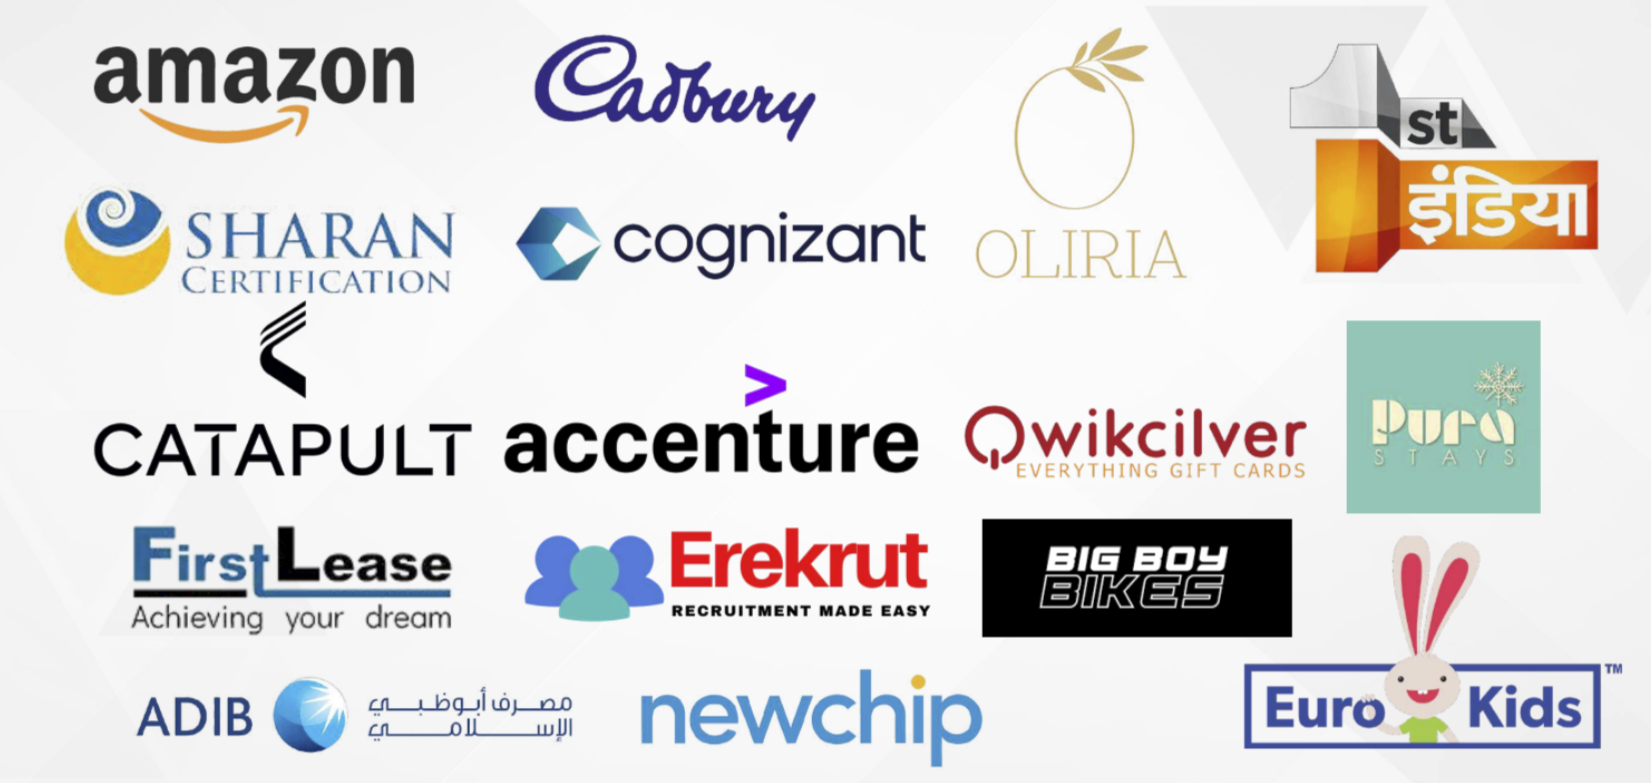 amazon
Cadbury
OLIRIA
1st
इंडिया
SHARAN
CERTIFICATION
cognizant
CATAPULT
accenture
Qwikcilver
EVERYTHING GIFT CARDS
Pura
STAYS
FirstLease
Achieving your dream
Erekrut
RECRUITMENT MADE EASY
BIG BOY
BIKES
ADIB
مصرف أبوظبي
الإسلامي
newchip
Euro Kids TM